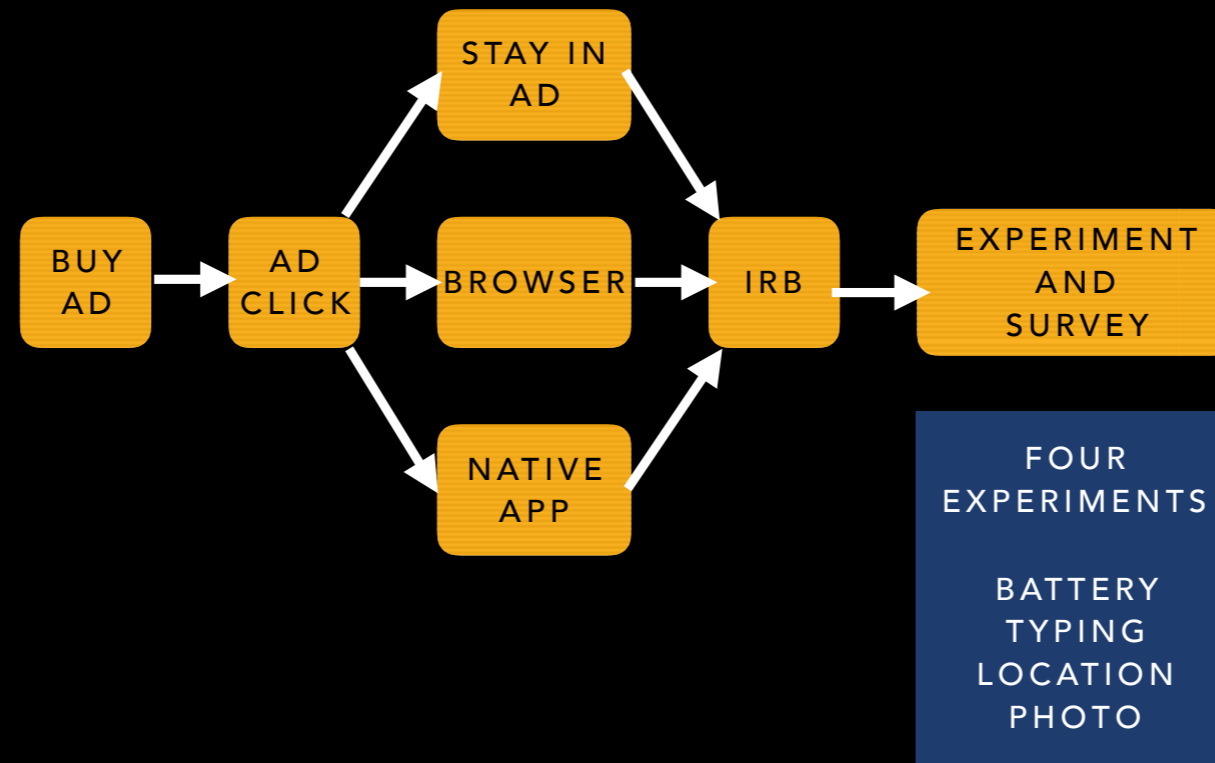 STAY IN
AD
BUY
AD
AD
CLICK
BROWSER
IRB
EXPERIMENT
AND
SURVEY
NATIVE
APP
FOUR
EXPERIMENTS
BATTERY
TYPING
LOCATION
PHOTO